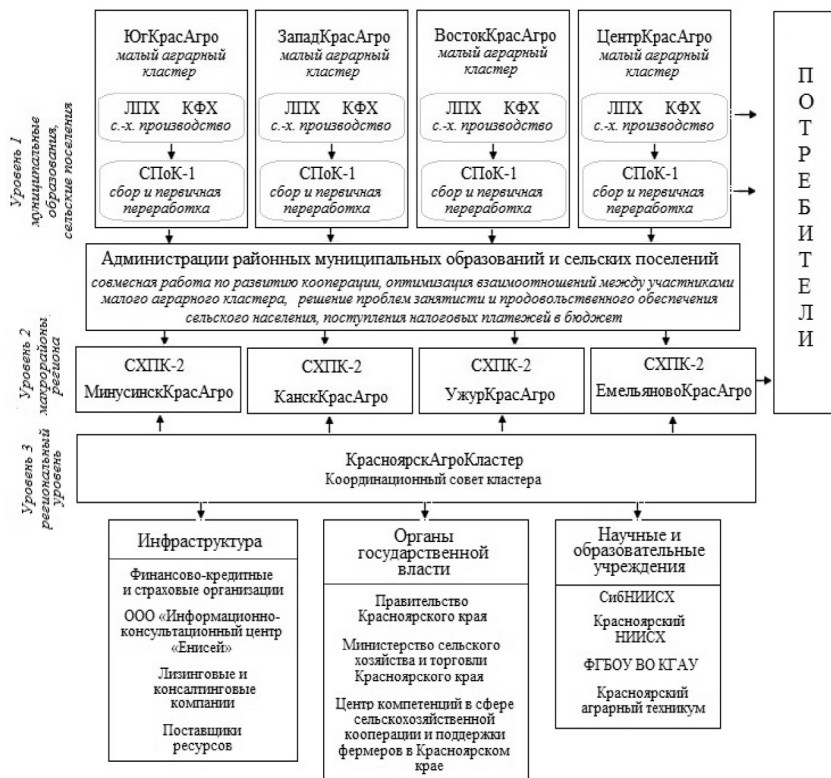 Уровень 1
муниципальные
образования,
сельские поселения
ЮгКрасАгро
малый аграрный
кластер
ЛПХ КФХ
с.-х. производство
СПоК-1
сбор и первичная
переработка
ЗападКрасАгро
малый аграрный
кластер
ЛПХ КФХ
с.-х. производство
СПоК-1
сбор и первичная
переработка
ВостокКрасАгро
малый аграрный
кластер
ЛПХ КФХ
с.-х. производство
СПоК-1
сбор и первичная
переработка
ЦентрКрасАгро
малый аграрный
кластер
ЛПХ КФХ
с.-х. производство
СПоК-1
сбор и первичная
переработка
ПОТРЕБИТЕЛИ
Администрации районных муниципальных образований и сельских поселений
совмесная работа по развитию кооперации, оптимизация взаимоотношений между участниками
малого аграрного кластера, решение проблем занятисти и продовольственного обеспечения
сельского населения, поступления налоговых платежей в бюджет
Уровень 2
макрорайоны
региона
СХПК-2
МинусинскКрасАгро
СХПК-2
КанскКрасАгро
СХПК-2
УжурКрасАгро
СХПК-2
ЕмельяновоКрасАгро
Уровень 3
региональный
уровень
КрасноярскАгроКластер
Координационный совет кластера
Инфраструктура
Финансово-кредитные
и страховые организации
ООО «Информационно-
консультационный центр
«Енисей»
Лизинговые и
консалтинговые
компании
Поставщики
ресурсов
Органы
государственной
власти
Правительство
Красноярского края
Министерство сельского
хозяйства и торговли
Красноярского края
Центр компетенций в сфере
сельскохозяйственной
кооперации и поддержки
фермеров в Красноярском
крае
Научные и
образовательные
учреждения
СибНИИСХ
Красноярский
НИИСХ
ФГБОУ ВО КГАУ
Красноярский
аграрный техникум